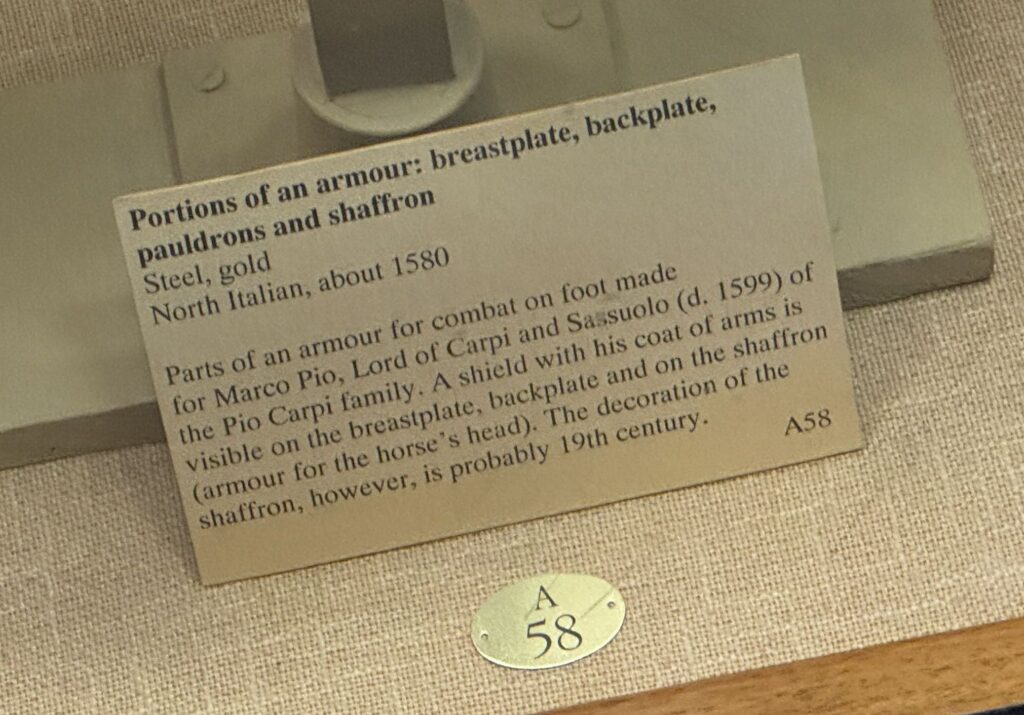 Portions of an armour: breastplate, backplate,
pauldrons and shaffron
Steel, gold
North Italian, about 1580
Parts of an armour for combat on foot made
for Marco Pio, Lord of Carpi and Sassuolo (d. 1599) of
the Pio Carpi family. A shield with his coat of arms is
visible on the breastplate, backplate and on the shaffron
(armour for the horse's head). The decoration of the
shaffron, however, is probably 19th century.
A58
A
58